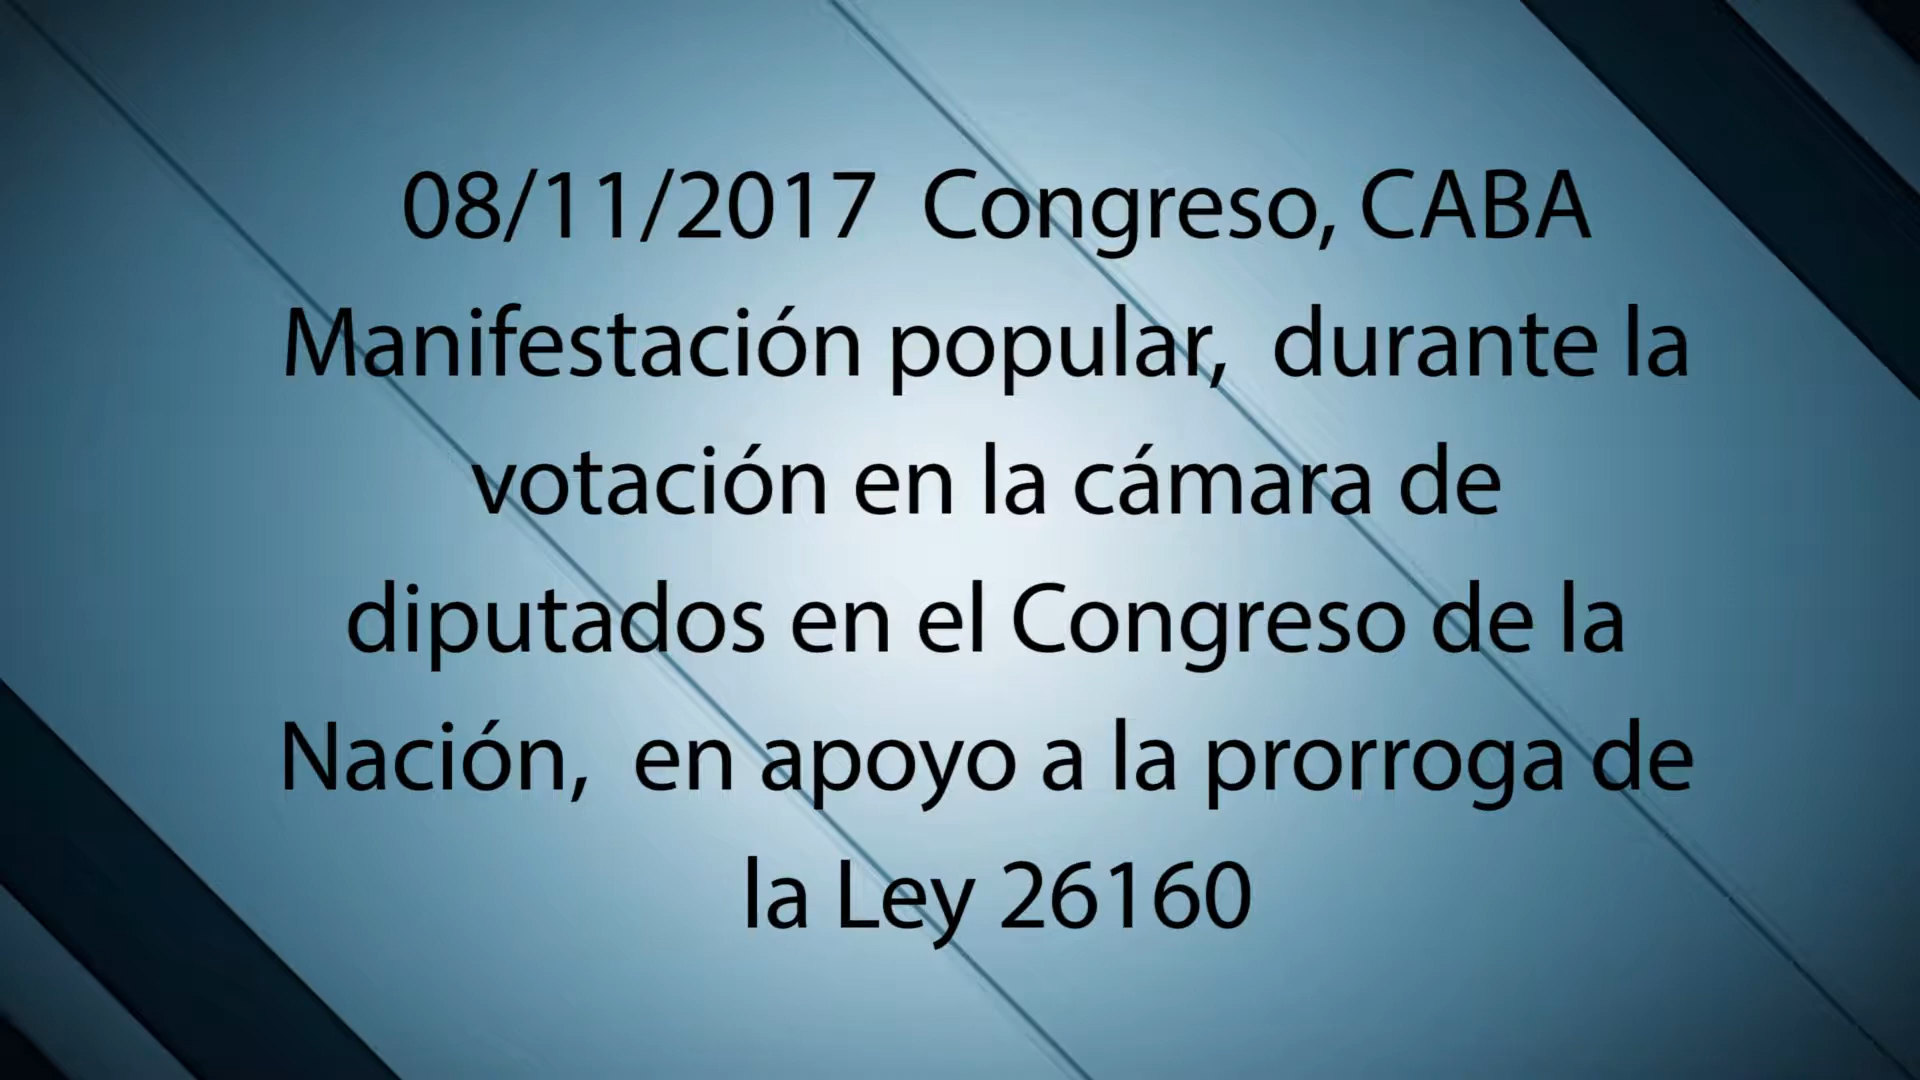 08/11/2017  Congreso, CABA
Manifestación popular,  durante la
votación en la cámara de
diputados en el Congreso de la
Nación,  en apoyo a la prorroga de
la Ley 26160